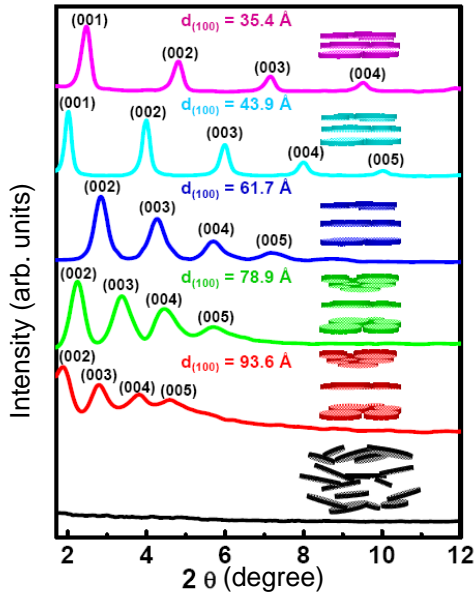 (001)
d(100) = 35.4 Å
(002)
(003)
(004)
(001)
d(100) = 43.9 Å
(002)
(003)
(004)
(005)
(002)
d(100) = 61.7 Å
(003)
(004)
(005)
(002)
d(100) = 78.9 Å
(003)
(004)
(005)
(002)
d(100) = 93.6 Å
(003)
(004)
(005)
Intensity (arb. units)
2 4 6 8 10 12
2 θ (degree)